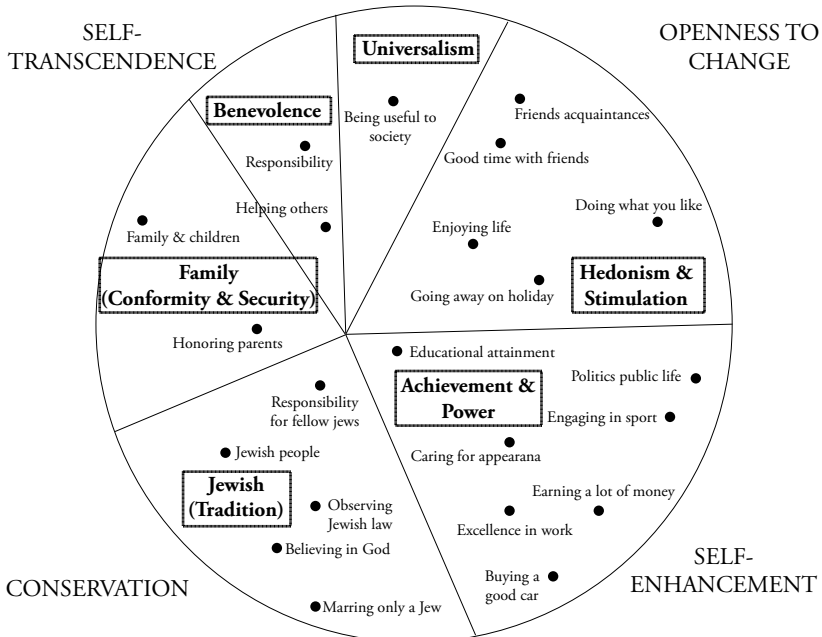 SELF-
TRANSCENDENCE
OPENNESS TO
CHANGE
Universalism
Being useful to
society
Benevolence
Responsibility
Helping others
Friends acquaintances
Good time with friends
Doing what you like
Enjoying life
Going away on holiday
Hedonism &
Stimulation
Family & children
Family
(Conformity & Security)
Honoring parents
Educational attainment
Achievement &
Power
Politics public life
Engaging in sport
Caring for appearana
Earning a lot of money
Excellence in work
Buying a
good car
Responsibility
for fellow jews
Jewish people
Jewish
(Tradition)
Observing
Jewish law
Believing in God
Marring only a Jew
CONSERVATION
SELF-
ENHANCEMENT